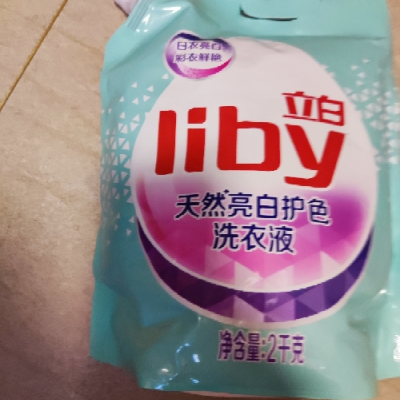 白衣亮白
彩衣鲜艳
立白
liby
天然亮白护色
洗衣液
净含量:2千克